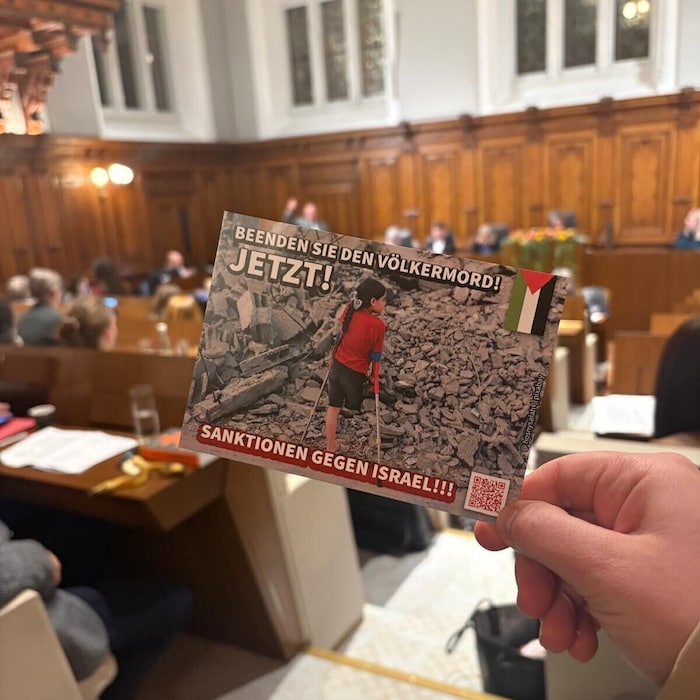 BEENDEN SIE DEN VÖLKERMORD!
JETZT!
SANKTIONEN GEGEN ISRAEL!!!